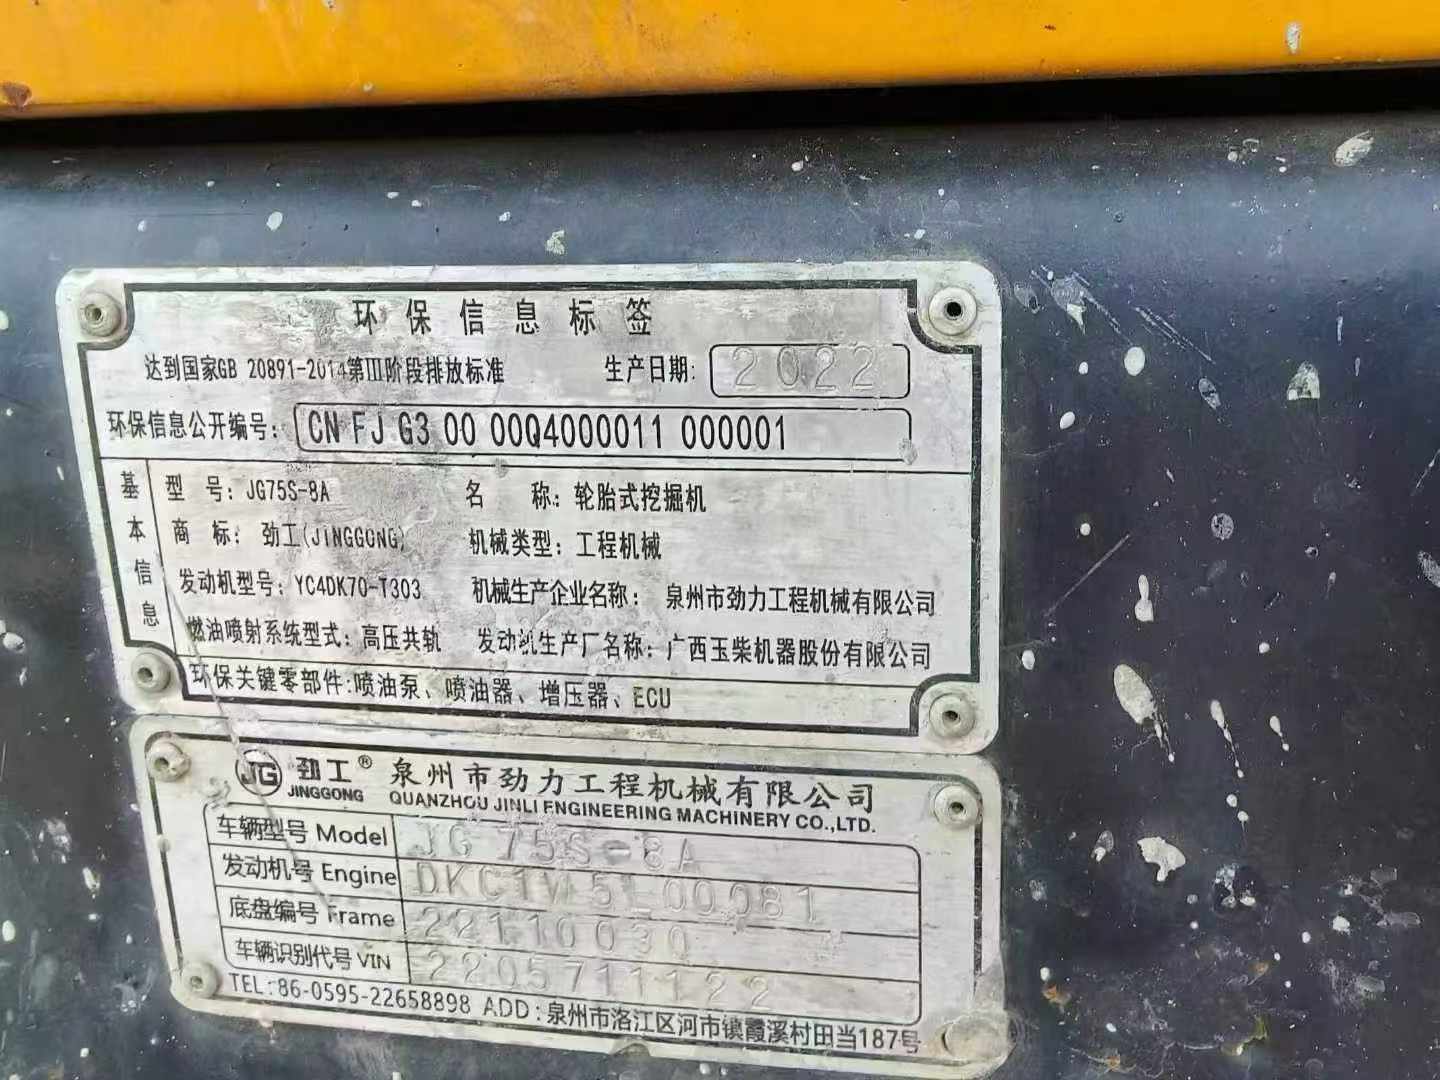 环保信息标签
达到国家GB 20891-2014第III阶段排放标准 生产日期: 2022
环保信息公开编号: CN FJ G3 00 00Q4000011 000001
基本信息
型 号: JG75S-8A 名 称: 轮胎式挖掘机
商 标: 劲工(JINGGONG) 机械类型: 工程机械
发动机型号: YC4DK70-T303 机械生产企业名称: 泉州市劲力工程机械有限公司
燃油喷射系统型式: 高压共轨 发动机生产厂名称: 广西玉柴机器股份有限公司
环保关键零部件:喷油泵、喷油器、增压器、ECU
JG 劲工® 泉州市劲力工程机械有限公司
JINGGONG QUANZHOU JINLI ENGINEERING MACHINERY CO.,LTD.
车辆型号 Model JG 75S-8A
发动机号 Engine
底盘编号 Frame 22110030
车辆识别代号 VIN 2205711122
TEL:86-0595-22658898 ADD:泉州市洛江区河市镇霞溪村田当187号